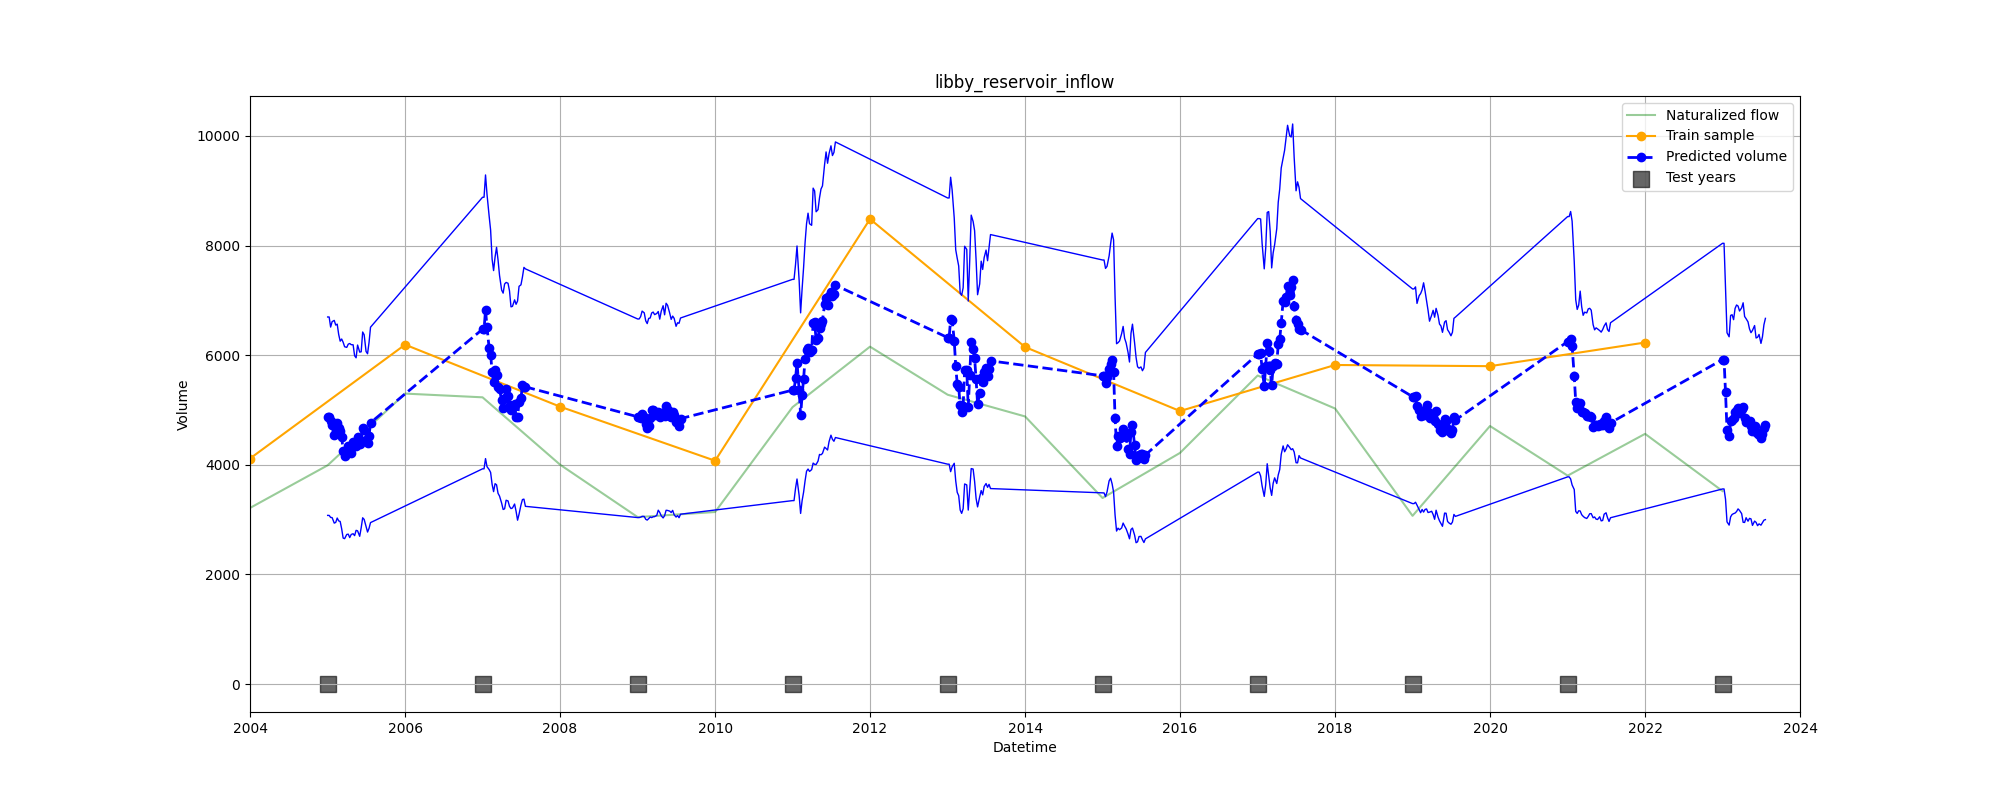 libby_reservoir_inflow
Naturalized flow
Train sample
Predicted volume
Test years
10000
8000
6000
4000
2000
0
Volume
2004 2006 2008 2010 2012 2014 2016 2018 2020 2022 2024
Datetime